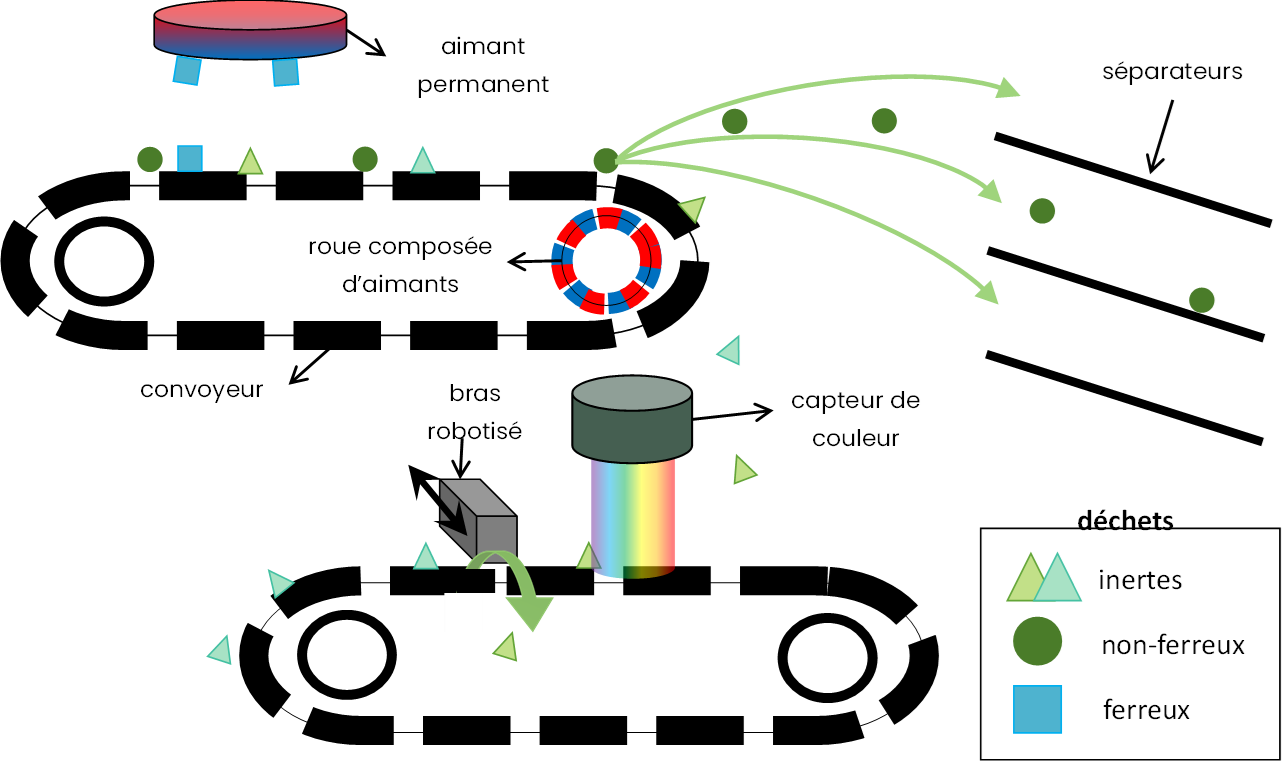 aimant
permanent
séparateurs
roue composée
d'aimants
convoyeur
bras
robotisé
capteur de
couleur
déchets
inertes
non-ferreux
ferreux